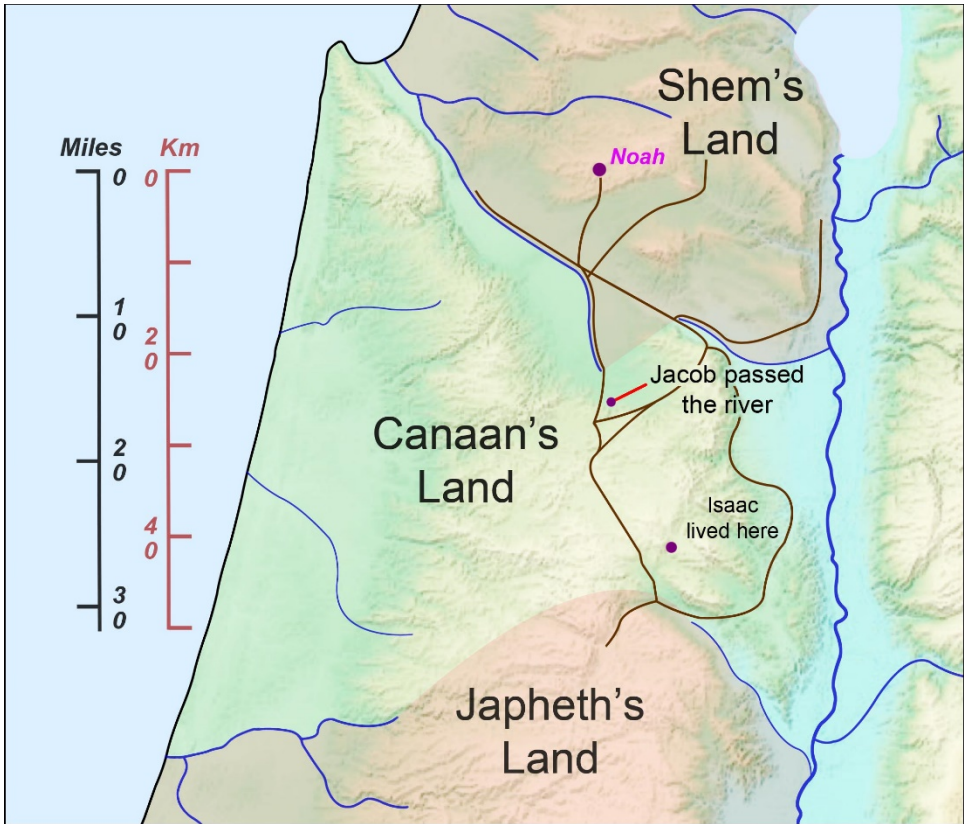 Shem's
Land
Miles
Km
Noah
0
0
1
0
2
0
Jacob passed
the river
Canaan's
Land
2
0
Isaac
lived here
4
0
3
0
Japheth's
Land